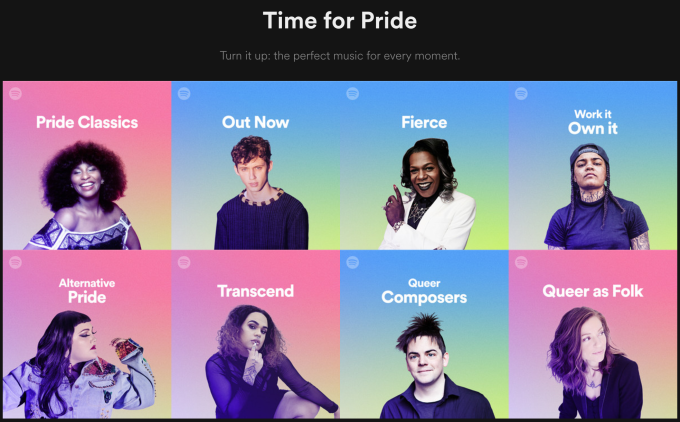 Time for Pride
Turn it up: the perfect music for every moment.
Pride Classics
Out Now
Fierce
Work it
Own it
Alternative
Pride
Transcend
Queer
Composers
Queer as Folk